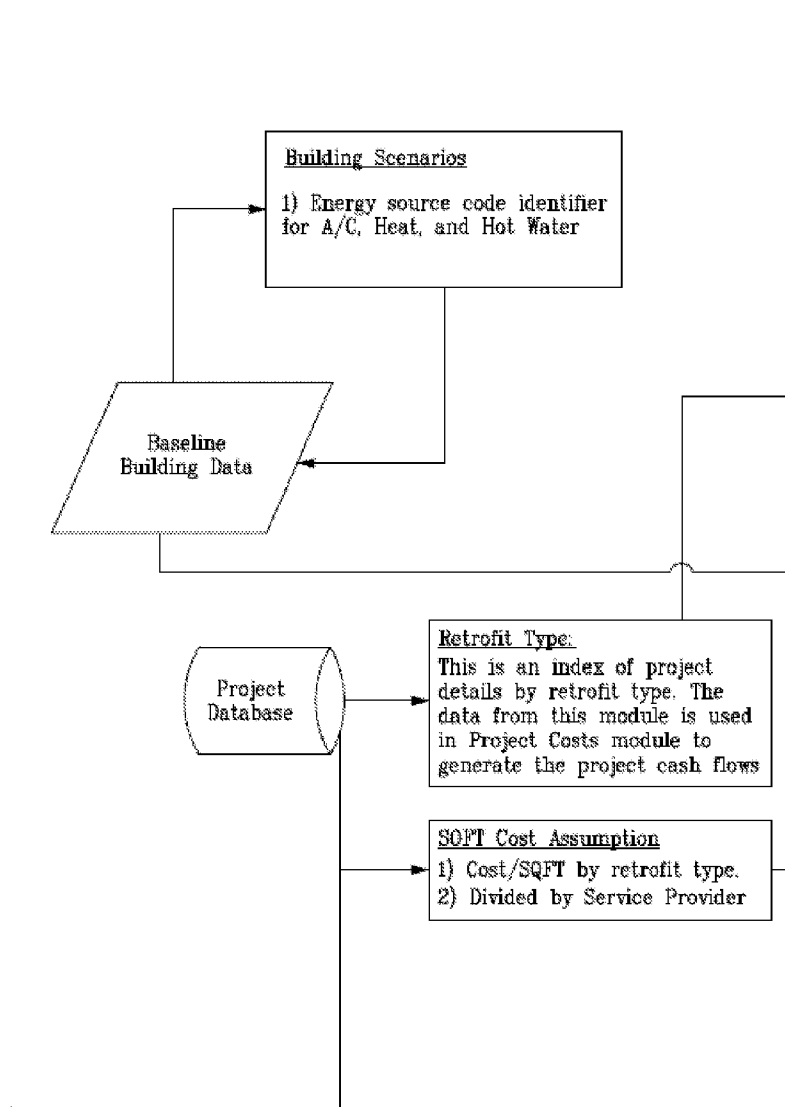 Building Scenarios
1) Energy source code identifier
for A/C, Heat, and Hot Water
Baseline
Building Data
Retrofit Type:
This is an index of project
details by retrofit type. The
data from this module is used
in Project Costs module to
generate the project cash flows
Project
Database
SOFT Cost Assumption
1) Cost/SQFT by retrofit type.
2) Divided by Service Provider